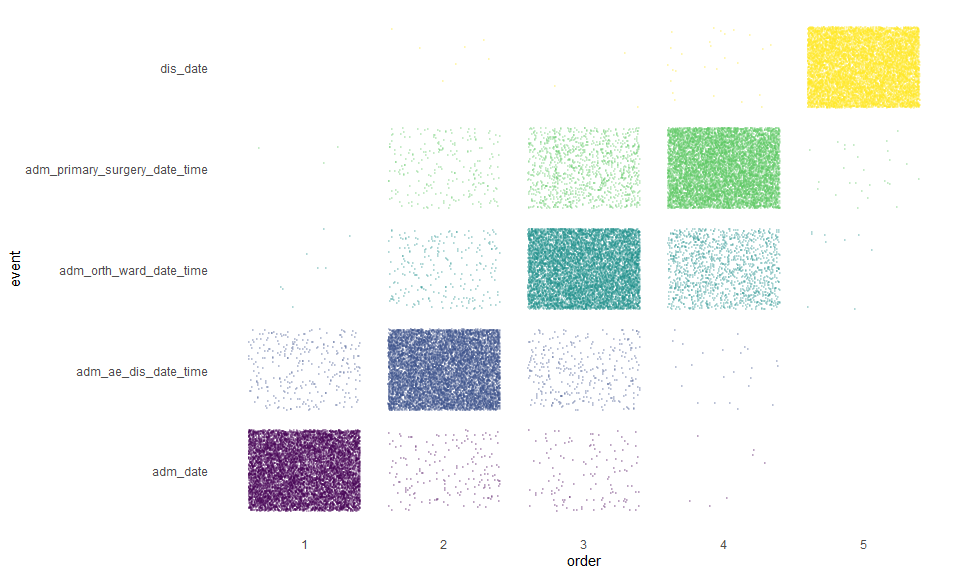 dis_date
adm_primary_surgery_date_time
adm_orth_ward_date_time
adm_ae_dis_date_time
adm_date
event
1 2 3 4 5
order